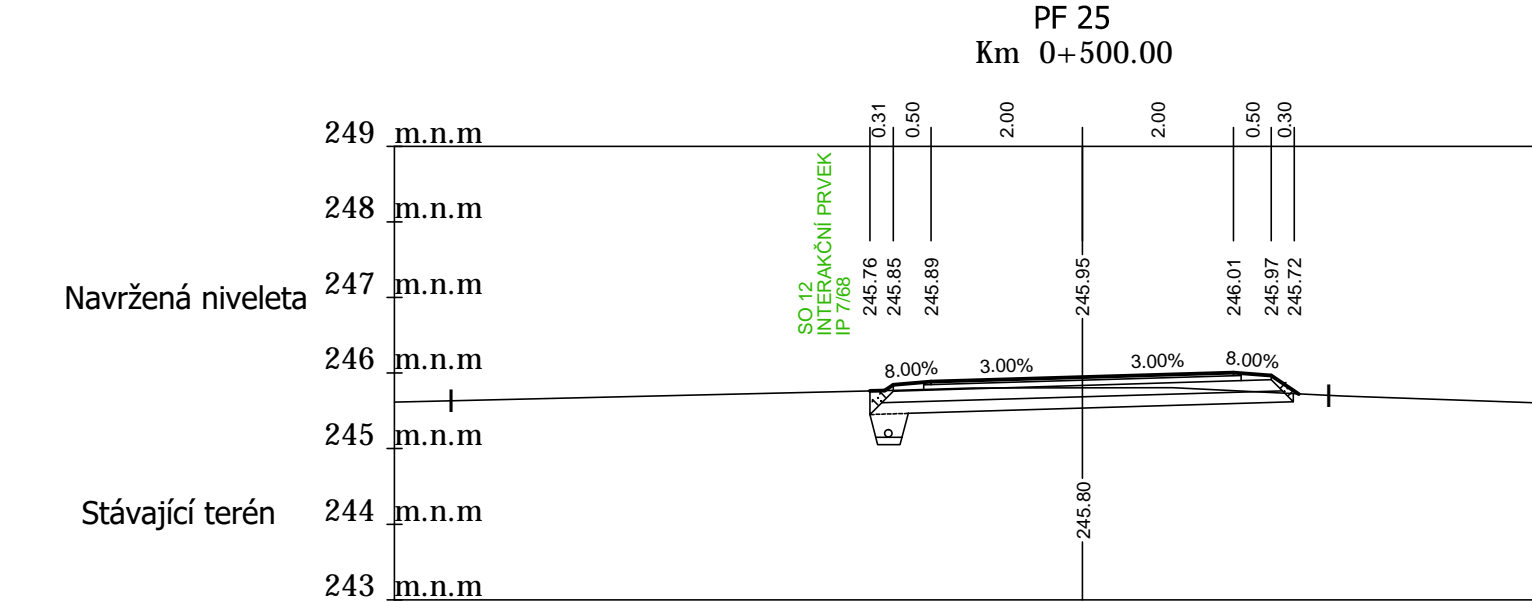 PF 25
Km 0+500.00
0.31
0.50
2.00
2.00
0.50
0.30
249 m.n.m
248 m.n.m
247 m.n.m
246 m.n.m
245 m.n.m
244 m.n.m
243 m.n.m
Navržená niveleta
Stávající terén
SO 12
INTERAKČNÍ PRVEK
IP 7/68
245.76
245.85
245.89
245.95
246.01
245.97
245.72
8.00%
3.00%
3.00%
8.00%
245.80